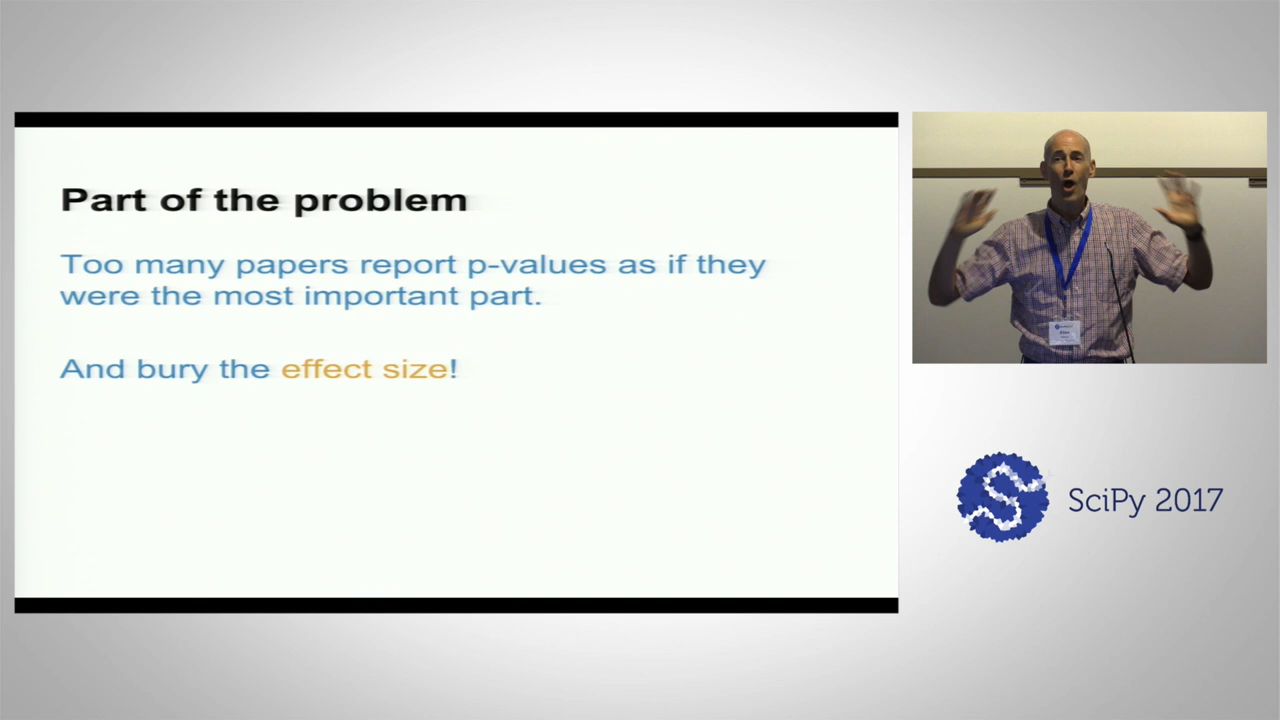 Part of the problem
Too many papers report p-values as if they
were the most important part.
And bury the effect size!
SciPy 2017